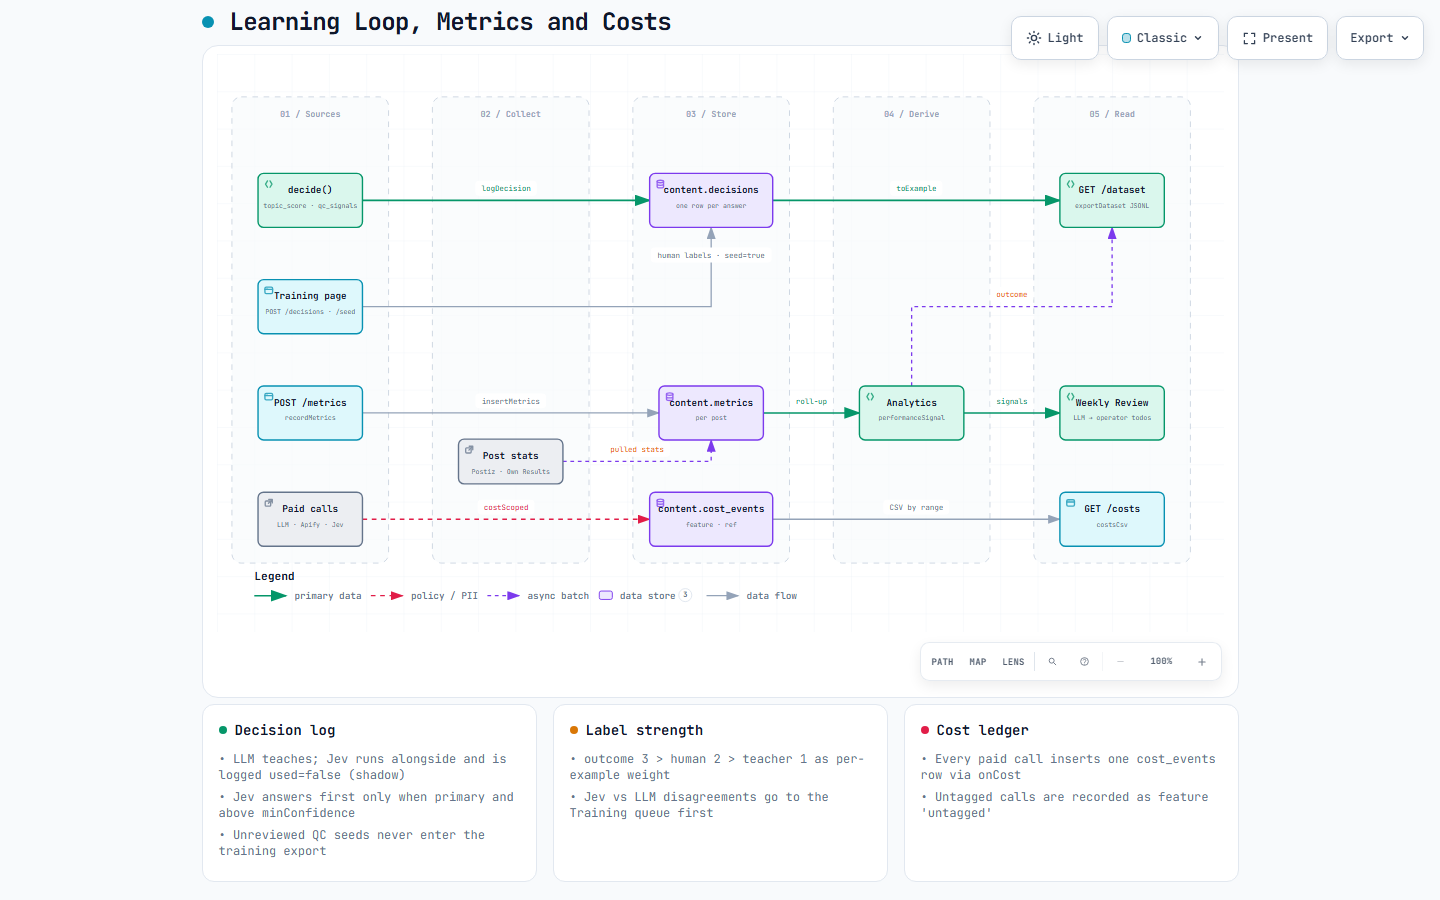 Learning Loop, Metrics and Costs
Light
Classic
Present
Export
01 / Sources
02 / Collect
03 / Store
04 / Derive
05 / Read
decide()
topic_score · qc_signals
logDecision
content.decisions
one row per answer
toExample
GET /dataset
exportDataset JSONL
human labels · seed=true
Training page
POST /decisions · /seed
outcome
POST /metrics
recordMetrics
insertMetrics
content.metrics
per post
roll-up
Analytics
performanceSignal
signals
Weekly Review
LLM → operator todos
Post stats
Postiz · Own Results
pulled stats
Paid calls
LLM · Apify · Jev
costScoped
content.cost_events
feature · ref
CSV by range
GET /costs
costsCsv
Legend
primary data
policy / PII
async batch
data store 3
data flow
PATH MAP LENS
100%
Decision log
• LLM teaches; Jev runs alongside and is
logged used=false (shadow)
• Jev answers first only when primary and
above minConfidence
• Unreviewed QC seeds never enter the
training export
Label strength
• outcome 3 > human 2 > teacher 1 as per-
example weight
• Jev vs LLM disagreements go to the
Training queue first
Cost ledger
• Every paid call inserts one cost_events
row via onCost
• Untagged calls are recorded as feature
'untagged'